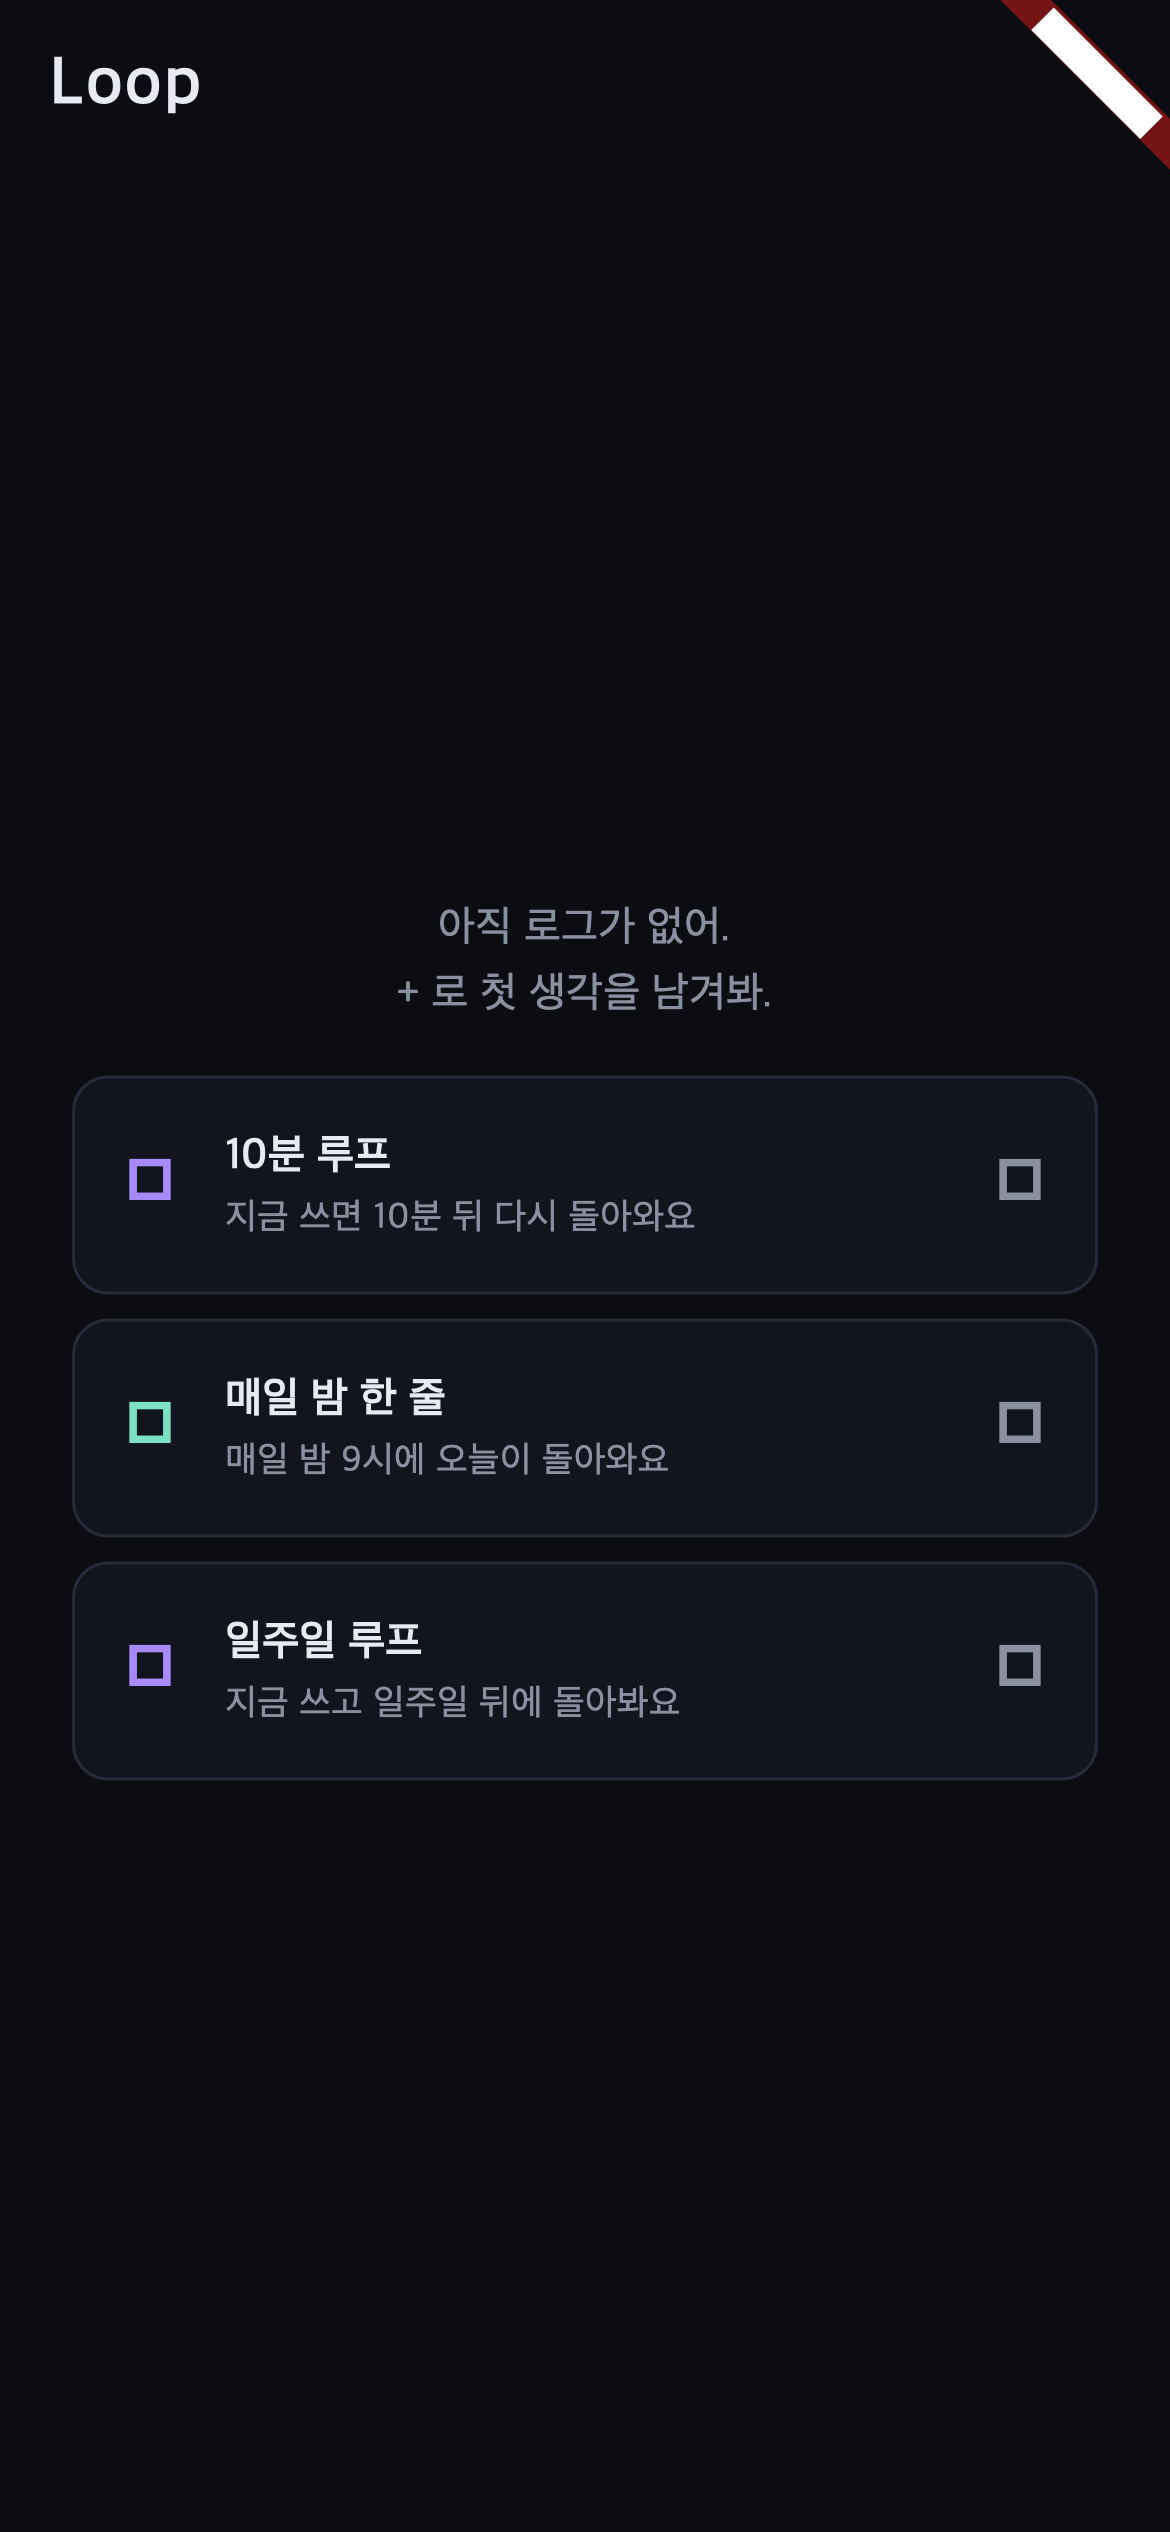 Loop
아직 로그가 없어.
+ 로 첫 생각을 남겨봐.
10분 루프
지금 쓰면 10분 뒤 다시 돌아와요
매일 밤 한 줄
매일 밤 9시에 오늘이 돌아와요
일주일 루프
지금 쓰고 일주일 뒤에 돌아봐요